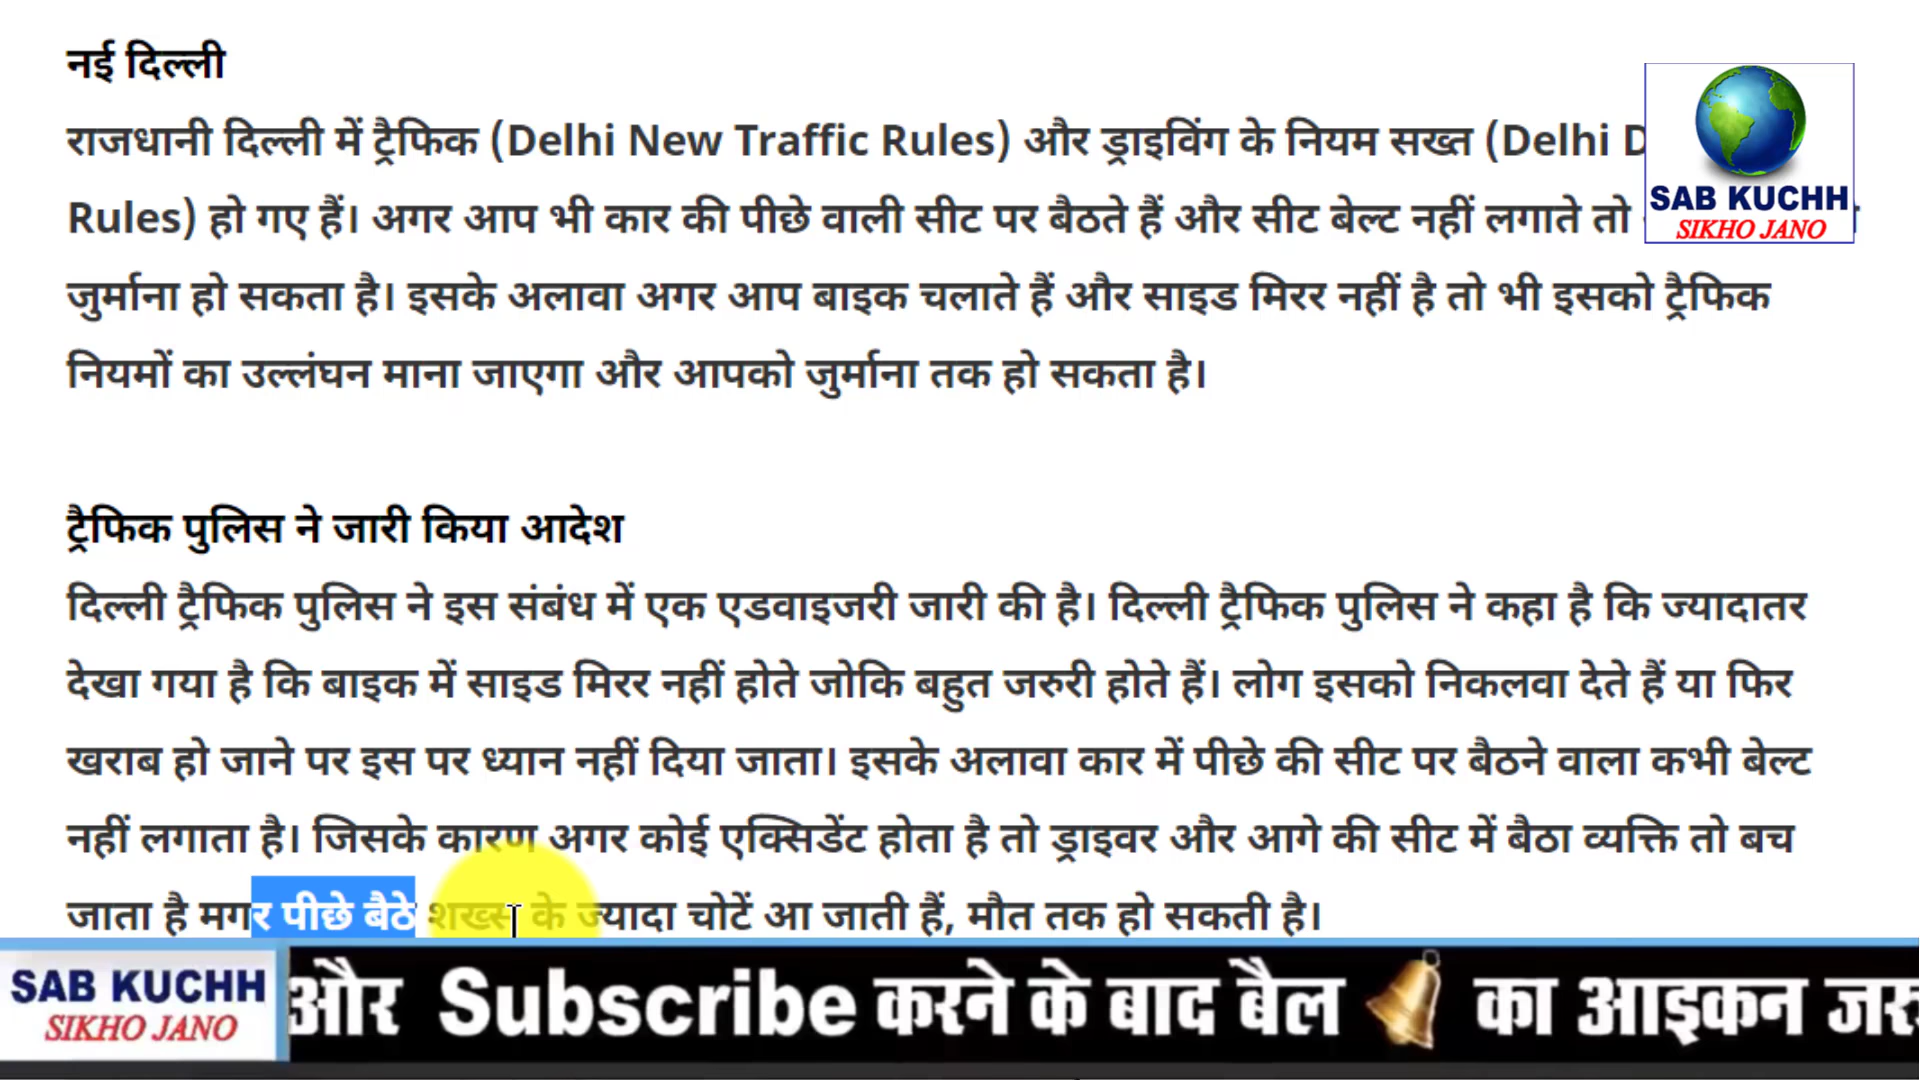 नई दिल्ली
राजधानी दिल्ली में ट्रैफिक (Delhi New Traffic Rules) और ड्राइविंग के नियम सख्त (Delhi
SAB KUCHH
SIKHO JANO
Rules) हो गए हैं। अगर आप भी कार की पीछे वाली सीट पर बैठते हैं और सीट बेल्ट नहीं लगाते तो
जुर्माना हो सकता है। इसके अलावा अगर आप बाइक चलाते हैं और साइड मिरर नहीं है तो भी इसको ट्रैफिक
नियमों का उल्लंघन माना जाएगा और आपको जुर्माना तक हो सकता है।
ट्रैफिक पुलिस ने जारी किया आदेश
दिल्ली ट्रैफिक पुलिस ने इस संबंध में एक एडवाइजरी जारी की है। दिल्ली ट्रैफिक पुलिस ने कहा है कि ज्यादातर
देखा गया है कि बाइक में साइड मिरर नहीं होते जोकि बहुत जरुरी होते हैं। लोग इसको निकलवा देते हैं या फिर
खराब हो जाने पर इस पर ध्यान नहीं दिया जाता। इसके अलावा कार में पीछे की सीट पर बैठने वाला कभी बेल्ट
नहीं लगाता है। जिसके कारण अगर कोई एक्सिडेंट होता है तो ड्राइवर और आगे की सीट में बैठा व्यक्ति तो बच
जाता है मगर पीछे बैठे शख्स के ज्यादा चोटें आ जाती हैं, मौत तक हो सकती है।
SAB KUCHH
SIKHO JANO
और Subscribe करने के बाद बैल का आइकन